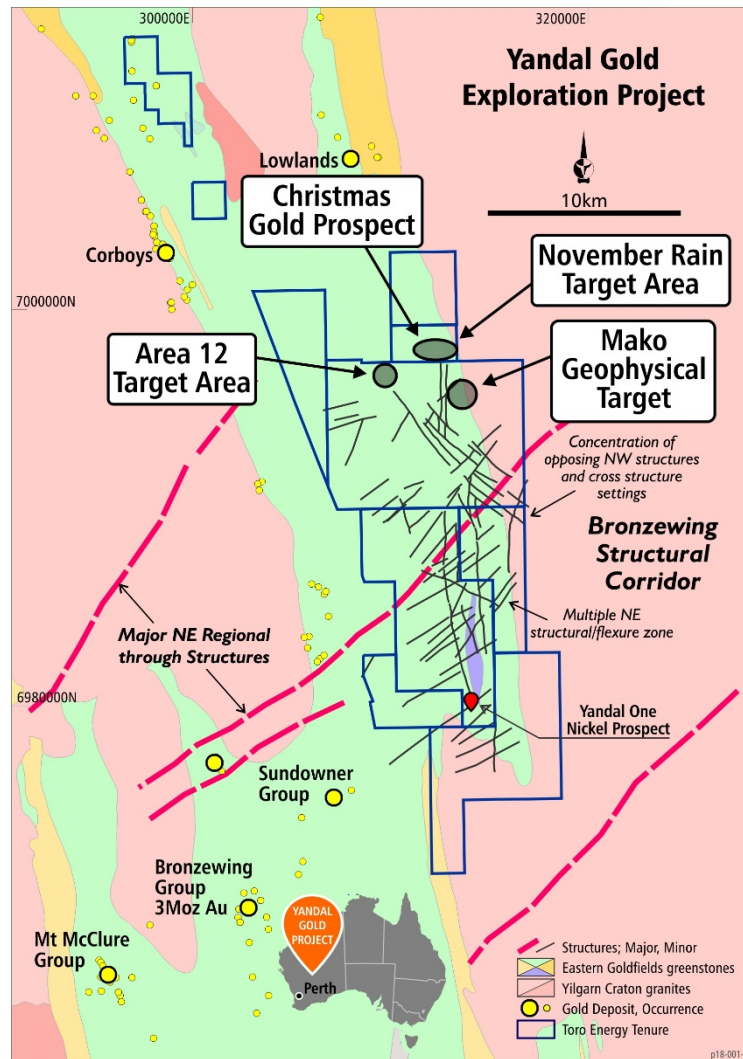 300000E
320000E
Yandal Gold
Exploration Project
10km
Lowlands
Christmas
Gold Prospect
Corboys
November Rain
Target Area
7000000N
Area 12
Target Area
Mako
Geophysical
Target
Concentration of
opposing NW structures
and cross structure
settings
Bronzewing
Structural
Corridor
Multiple NE
structural/flexure zone
Major NE Regional
through Structures
6980000N
Yandal One
Nickel Prospect
Sundowner
Group
Bronzewing
Group
3Moz Au
Mt McClure
Group
YANDAL
GOLD
PROJECT
Perth
Structures; Major, Minor
Eastern Goldfields greenstones
Yilgarn Craton granites
Gold Deposit, Occurrence
Toro Energy Tenure